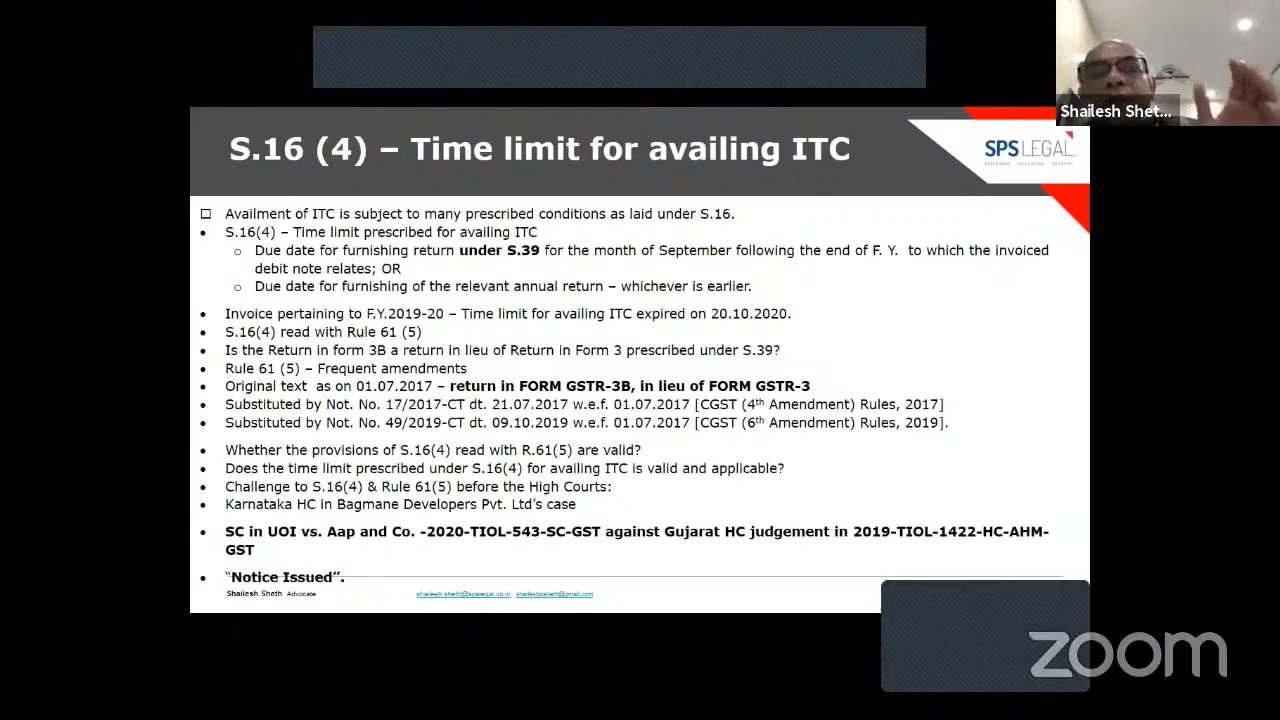 Shailesh Shet...
S.16 (4) – Time limit for availing ITC
SPS LEGAL.
☐ Availment of ITC is subject to many prescribed conditions as laid under S.16.
• S.16(4) – Time limit prescribed for availing ITC
o Due date for furnishing return under S.39 for the month of September following the end of F. Y. to which the invoiced
debit note relates; OR
o Due date for furnishing of the relevant annual return – whichever is earlier.
• Invoice pertaining to F.Y.2019-20 – Time limit for availing ITC expired on 20.10.2020.
• S.16(4) read with Rule 61 (5)
• Is the Return in form 3B a return in lieu of Return in Form 3 prescribed under S.39?
• Rule 61 (5) – Frequent amendments
• Original text as on 01.07.2017 – return in FORM GSTR-3B, in lieu of FORM GSTR-3
• Substituted by Not. No. 17/2017-CT dt. 21.07.2017 w.e.f. 01.07.2017 [CGST (4th Amendment) Rules, 2017]
• Substituted by Not. No. 49/2019-CT dt. 09.10.2019 w.e.f. 01.07.2017 [CGST (6th Amendment) Rules, 2019].
• Whether the provisions of S.16(4) read with R.61(5) are valid?
• Does the time limit prescribed under S.16(4) for availing ITC is valid and applicable?
• Challenge to S.16(4) & Rule 61(5) before the High Courts:
• Karnataka HC in Bagmane Developers Pvt. Ltd's case
• SC in UOI vs. Aap and Co. -2020-TIOL-543-SC-GST against Gujarat HC judgement in 2019-TIOL-1422-HC-AHM-
GST
• "Notice Issued".
Shailesh Sheth Advocate shailesh.sheth@spslegal.co.in shaileshpsheth@gmail.com
zoom